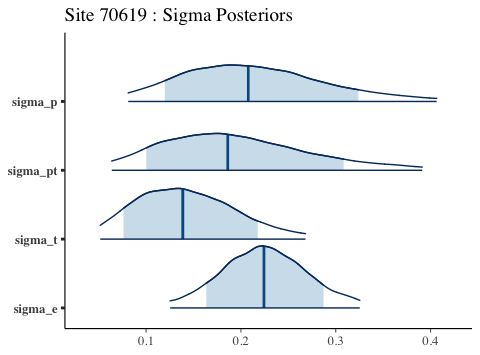 Site 70619 : Sigma Posteriors
sigma_p
sigma_pt
sigma_t
sigma_e
0.1 0.2 0.3 0.4